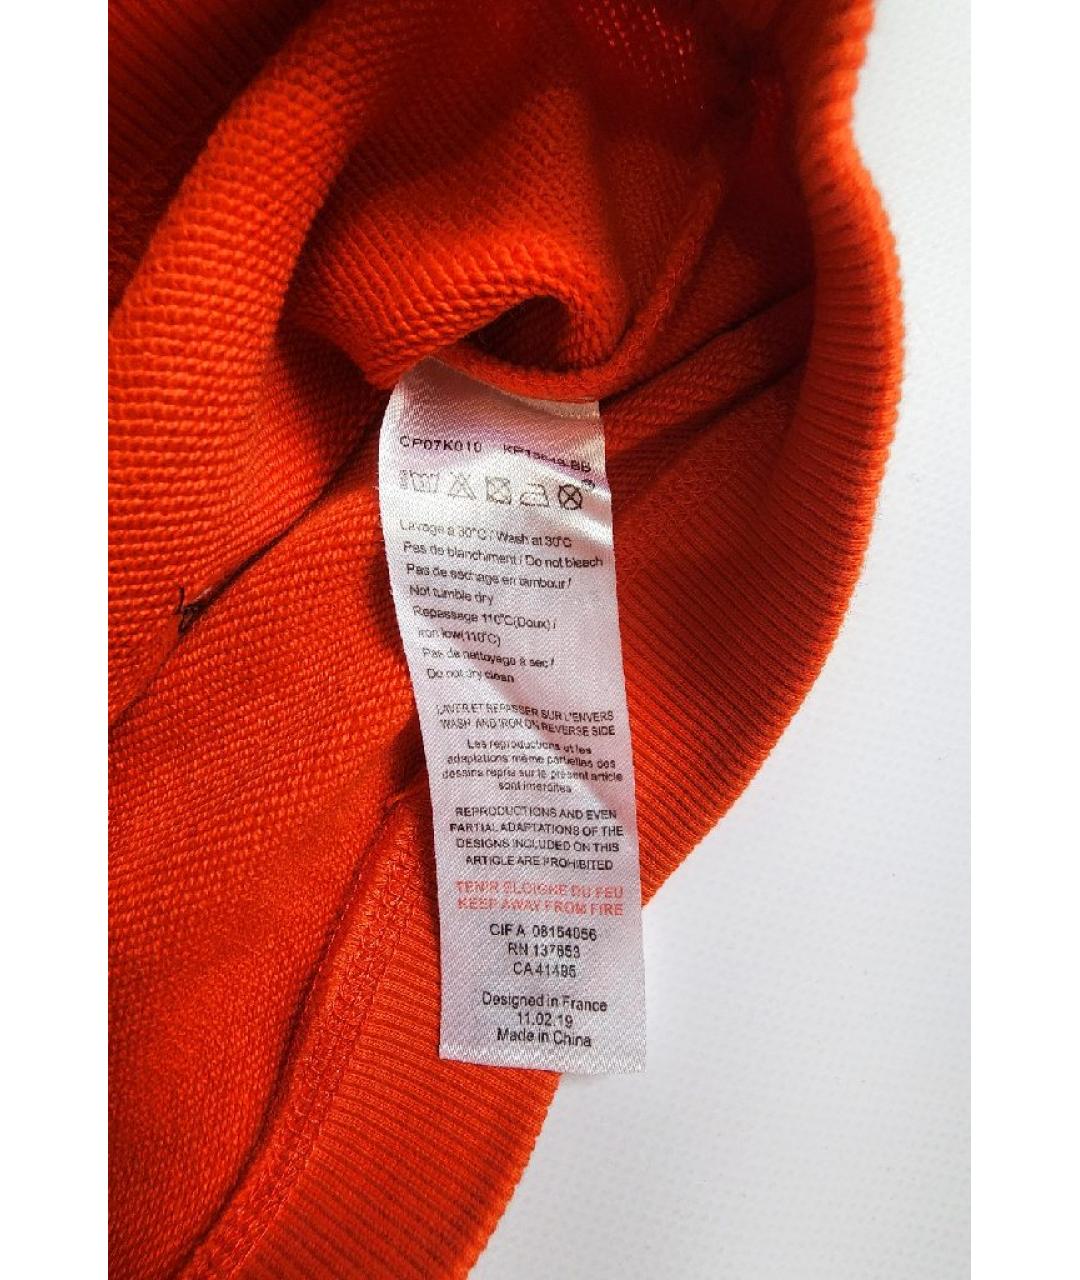 CP07K010
Lavage à 30°C / Wash at 30°C
Pas de blanchiment / Do not bleach
Pas de séchage en tambour /
Not tumble dry
Repassage 110°C(Doux) /
Iron low(110°C)
Pas de nettoyage à sec /
Do not dry clean
LAVER ET REPASSER SUR L'ENVERS
WASH AND IRON ON REVERSE SIDE
Les reproductions et les
adaptations même partielles des
dessins repris sur le présent article
sont interdites
REPRODUCTIONS AND EVEN
PARTIAL ADAPTATIONS OF THE
DESIGNS INCLUDED ON THIS
ARTICLE ARE PROHIBITED
TENIR ELOIGNE DU FEU
KEEP AWAY FROM FIRE
CIF A 08154056
RN 137853
CA 41495
Designed in France
11.02.19
Made in China